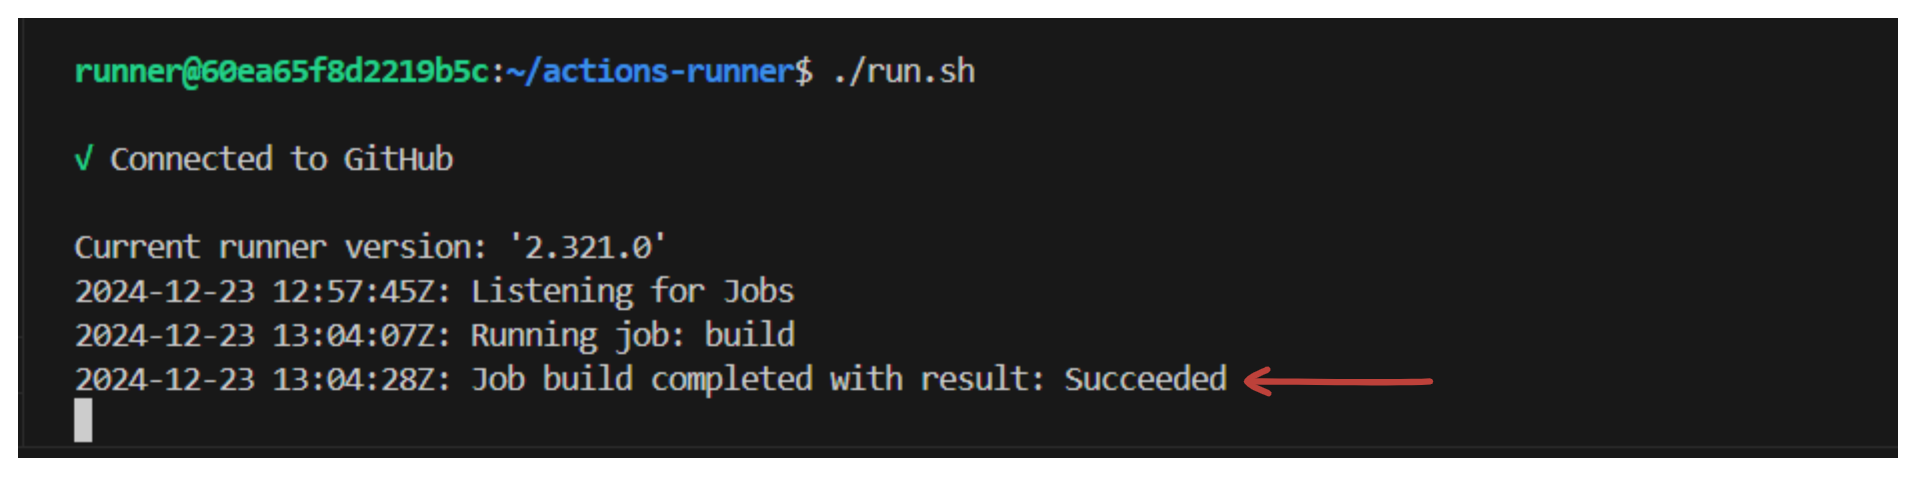 runner@60ea65f8d2219b5c:~/actions-runner$ ./run.sh
√ Connected to GitHub
Current runner version: '2.321.0'
2024-12-23 12:57:45Z: Listening for Jobs
2024-12-23 13:04:07Z: Running job: build
2024-12-23 13:04:28Z: Job build completed with result: Succeeded